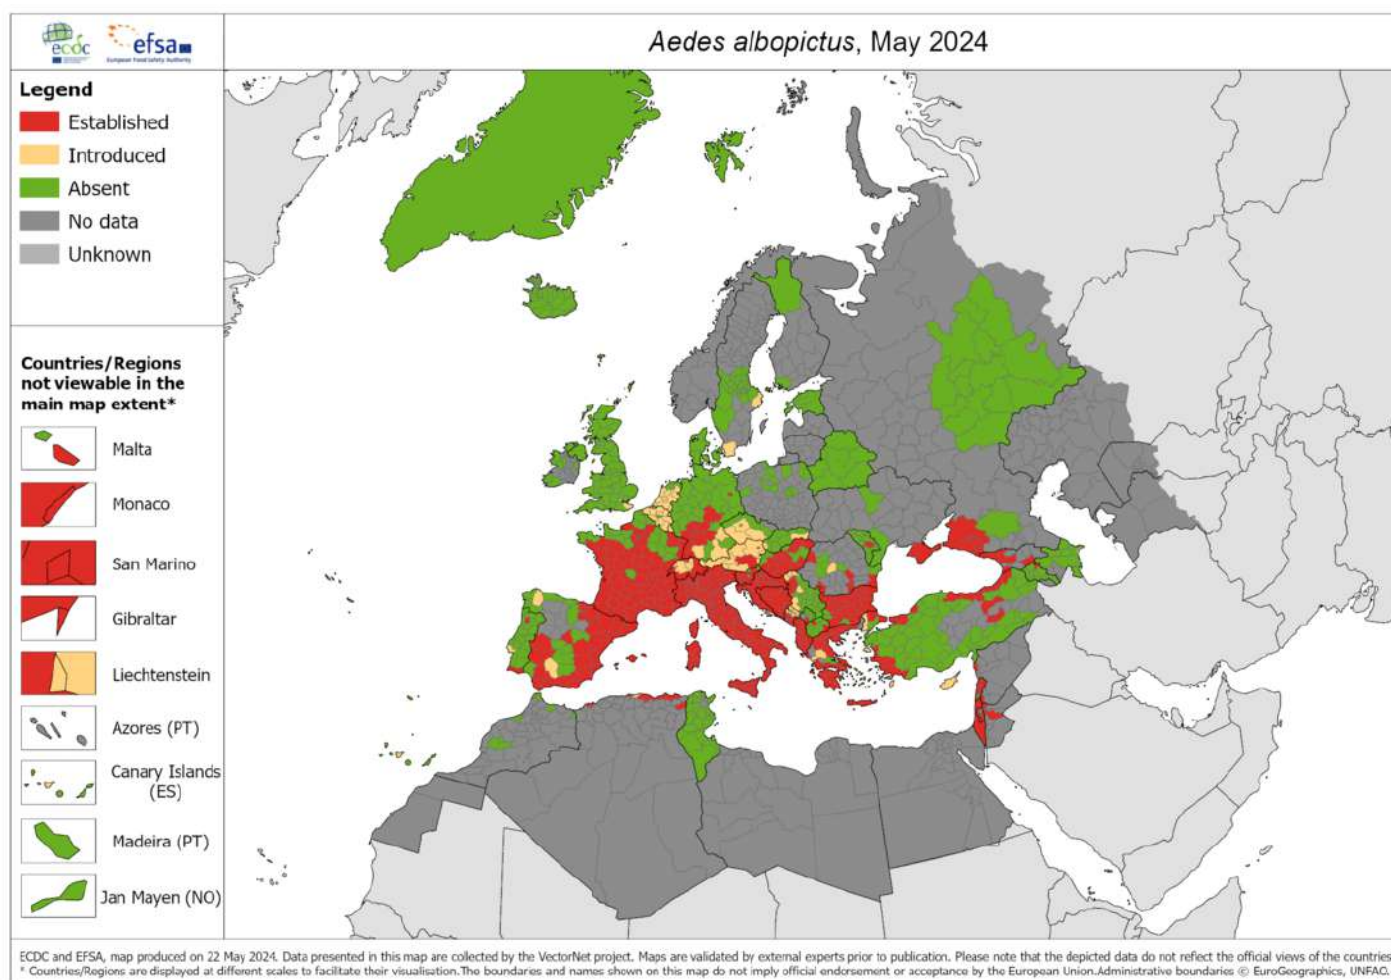 ecdc
efsa
European Food Safety Authority
Aedes albopictus, May 2024
Legend
Established
Introduced
Absent
No data
Unknown
Countries/Regions
not viewable in the
main map extent*
Malta
Monaco
San Marino
Gibraltar
Liechtenstein
Azores (PT)
Canary Islands
(ES)
Madeira (PT)
Jan Mayen (NO)
ECDC and EFSA, map produced on 22 May 2024. Data presented in this map are collected by the VectorNet project. Maps are validated by external experts prior to publication. Please note that the depicted data do not reflect the official views of the countries
* Countries/Regions are displayed at different scales to facilitate their visualisation.The boundaries and names shown on this map do not imply official endorsement or acceptance by the European Union.Administrative boundaries © EuroGeographics, UNFAO